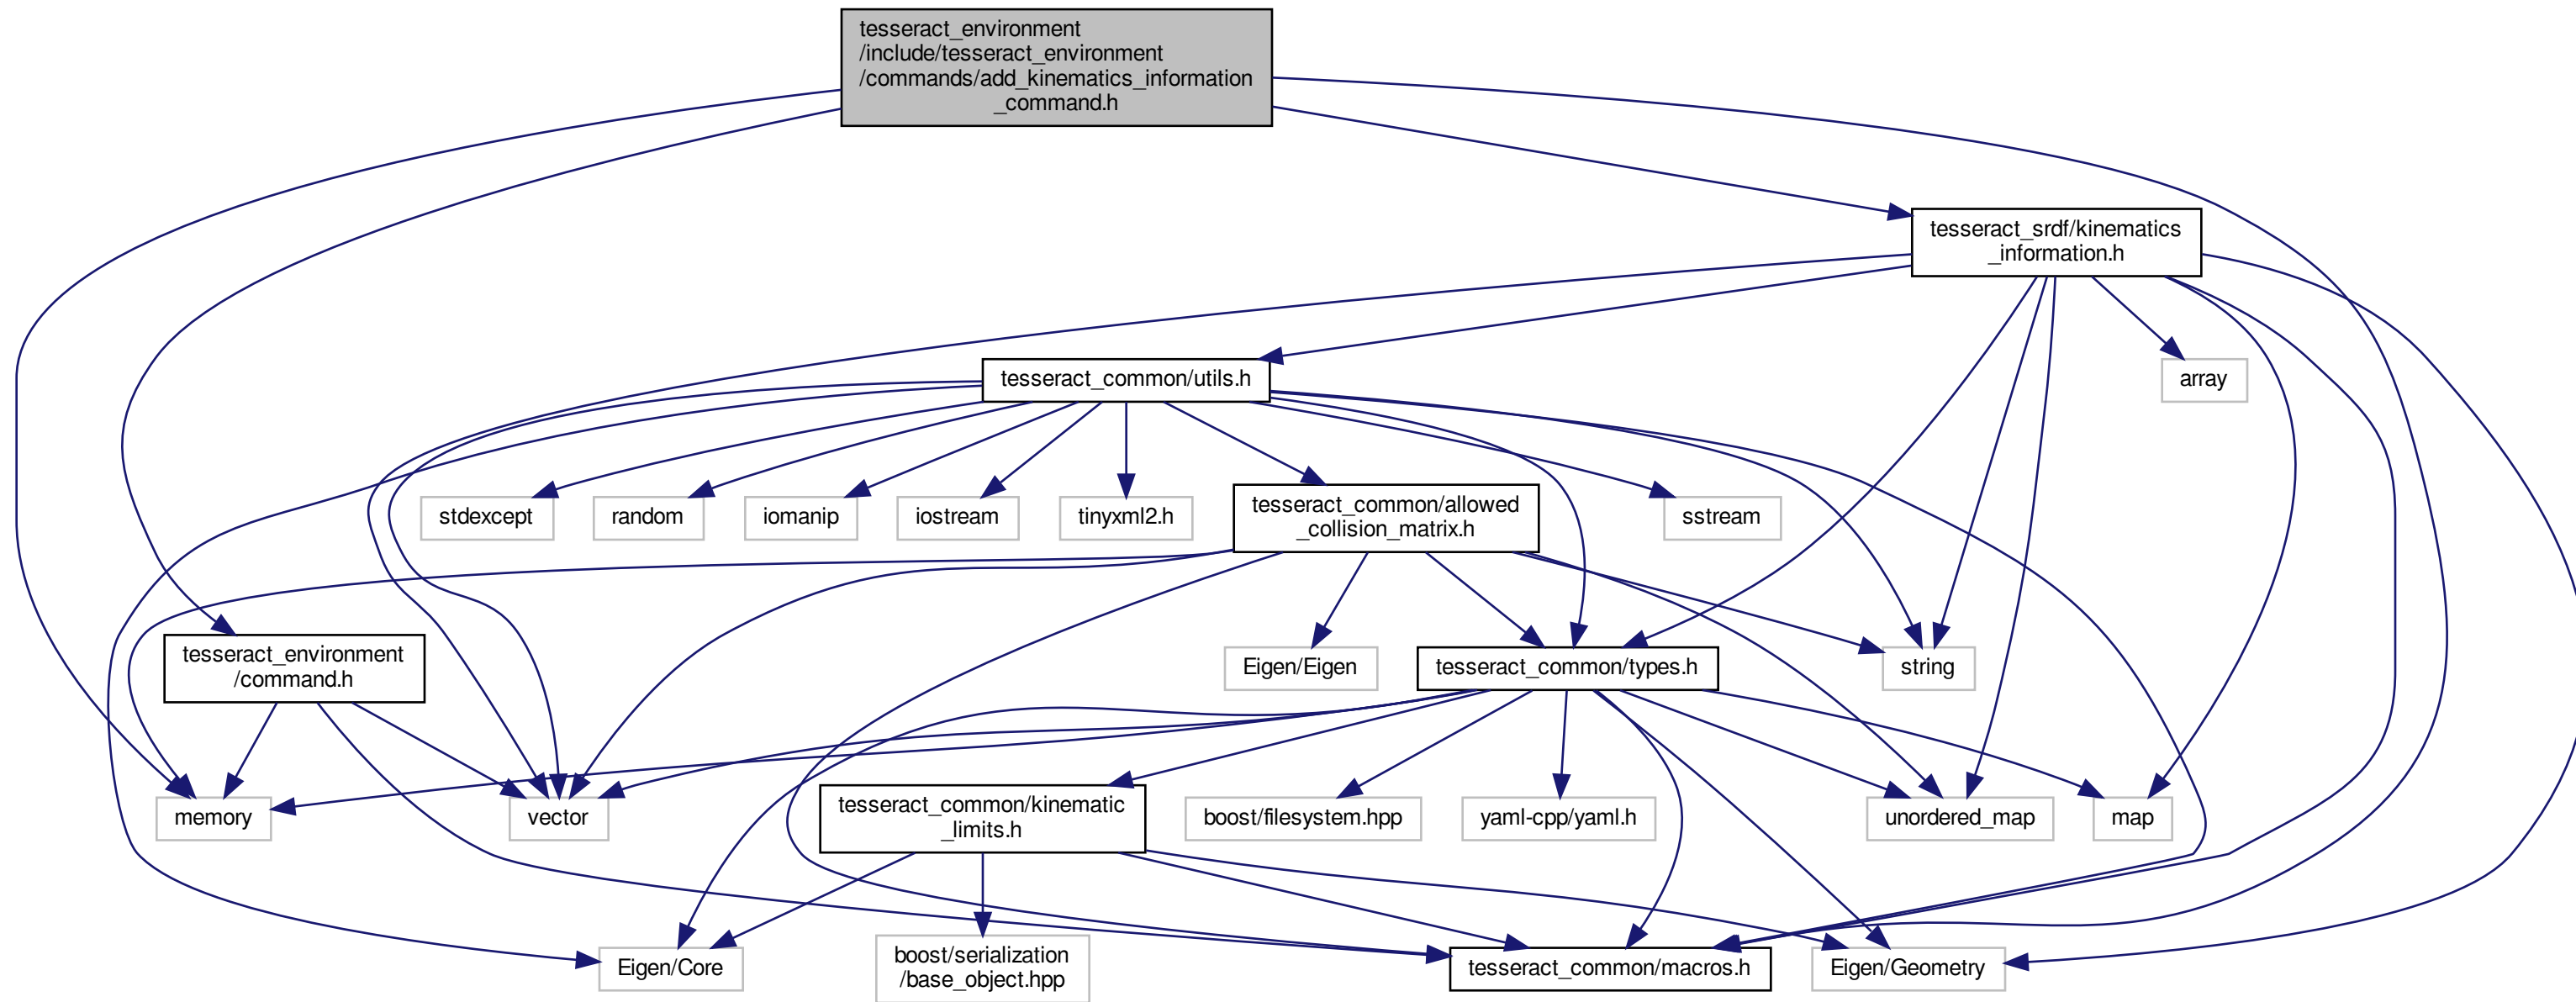 tesseract_environment
/include/tesseract_environment
/commands/add_kinematics_information
_command.h
tesseract_srdf/kinematics
_information.h
tesseract_common/utils.h
array
stdexcept
random
iomanip
iostream
tinyxml2.h
tesseract_common/allowed
_collision_matrix.h
sstream
tesseract_environment
/command.h
Eigen/Eigen
tesseract_common/types.h
string
memory
vector
tesseract_common/kinematic
_limits.h
boost/filesystem.hpp
yaml-cpp/yaml.h
unordered_map
map
Eigen/Core
boost/serialization
/base_object.hpp
tesseract_common/macros.h
Eigen/Geometry